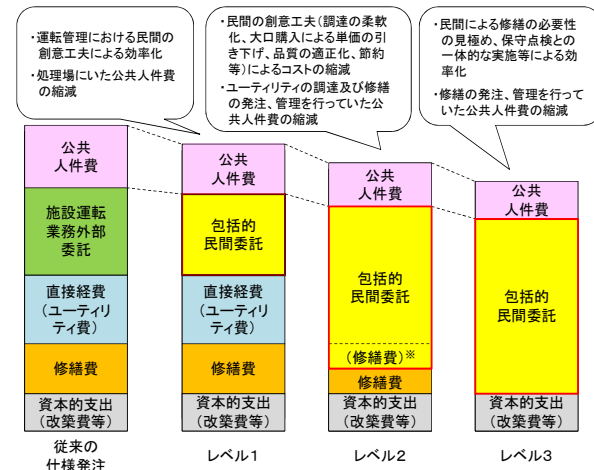 ・運転管理における民間の
創意工夫による効率化
・処理場にいた公共人件費
の縮減
・民間の創意工夫（調達の柔軟
化、大口購入による単価の引
き下げ、品質の適正化、節約
等）によるコストの縮減
・ユーティリティの調達及び修繕
の発注、管理を行っていた公
共人件費の縮減
・民間による修繕の必要性
の見極め、保守点検との
一体的な実施等による効
率化
・修繕の発注、管理を行って
いた公共人件費の縮減
公共
人件費
施設運転
業務外部
委託
直接経費
（ユーティリ
ティ費）
修繕費
資本的支出
（改築費等）
従来の
仕様発注
公共
人件費
包括的
民間委託
直接経費
（ユーティリ
ティ費）
修繕費
資本的支出
（改築費等）
レベル１
公共
人件費
包括的
民間委託
（修繕費）※
修繕費
資本的支出
（改築費等）
レベル２
公共
人件費
包括的
民間委託
資本的支出
（改築費等）
レベル３